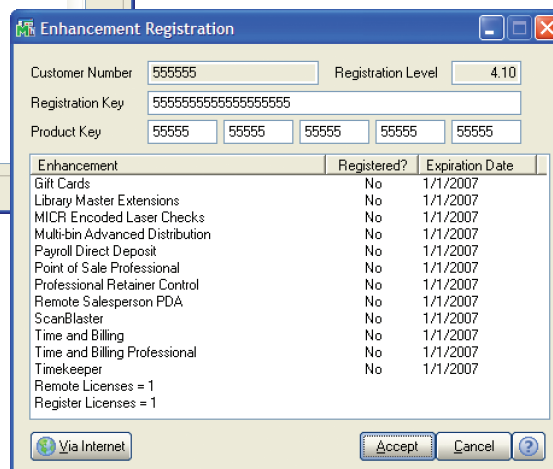 Enhancement Registration
Customer Number 555555 Registration Level 4.10
Registration Key 5555555555555555555
Product Key 55555 55555 55555 55555 55555
Enhancement Registered? Expiration Date
Gift Cards No 1/1/2007
Library Master Extensions No 1/1/2007
MICR Encoded Laser Checks No 1/1/2007
Multi-bin Advanced Distribution No 1/1/2007
Payroll Direct Deposit No 1/1/2007
Point of Sale Professional No 1/1/2007
Professional Retainer Control No 1/1/2007
Remote Salesperson PDA No 1/1/2007
ScanBlaster No 1/1/2007
Time and Billing No 1/1/2007
Time and Billing Professional No 1/1/2007
Timekeeper No 1/1/2007
Remote Licenses = 1
Register Licenses = 1
Via Internet Accept Cancel ?